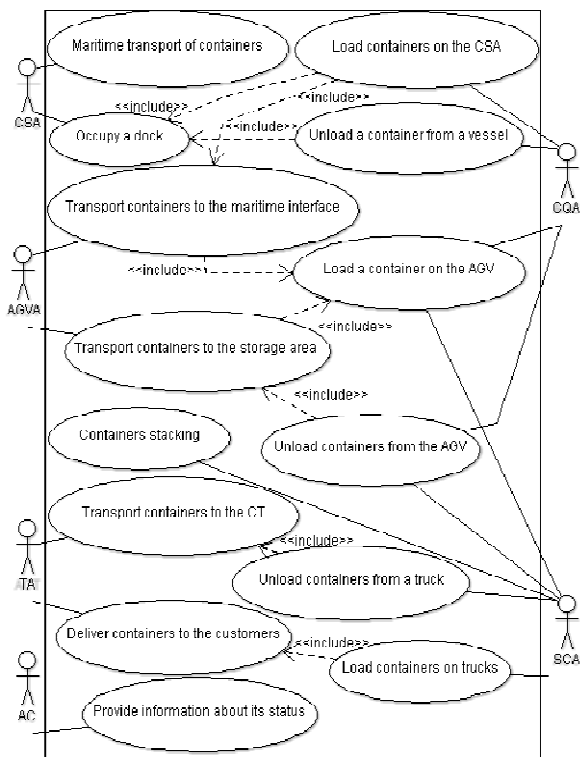 Maritime transport of containers
Load containers on the CSA
<<include>>
<<include>>
CSA
Occupy a dock
<<include>>
Unload a container from a vessel
CQA
Transport containers to the maritime interface
<<include>>
Load a container on the AGV
AGVA
<<include>>
Transport containers to the storage area
<<include>>
Containers stacking
Unload containers from the AGV
Transport containers to the CT
<<include>>
Unload containers from a truck
TAT
Deliver containers to the customers
<<include>>
Load containers on trucks
SCA
AC
Provide information about its status